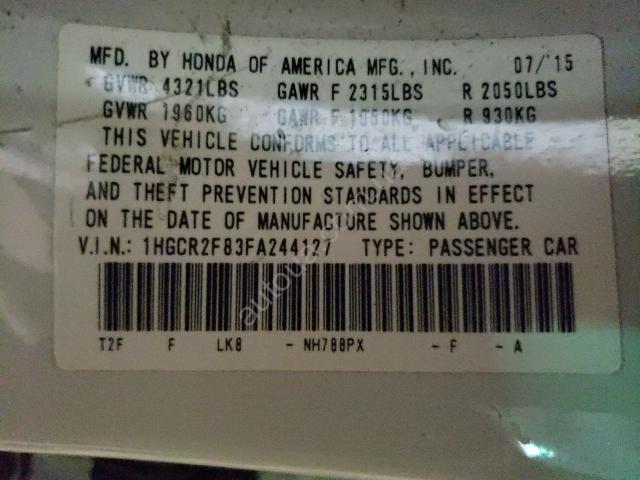 MFD. BY HONDA OF AMERICA MFG., INC. 07/'15
GVWR 4321LBS GAWR F 2315LBS R 2050LBS
GVWR 1960KG GAWR F 1050KG R 930KG
THIS VEHICLE CONFORMS TO ALL APPLICABLE
FEDERAL MOTOR VEHICLE SAFETY, BUMPER,
AND THEFT PREVENTION STANDARDS IN EFFECT
ON THE DATE OF MANUFACTURE SHOWN ABOVE.
V.I.N.: 1HGCR2F83FA244127 TYPE: PASSENGER CAR
T2F F LK8 - NH788PX - F - A